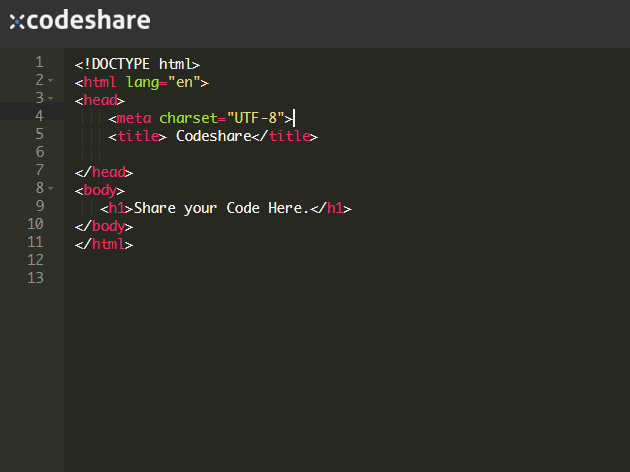 codeshare
1 <!DOCTYPE html>
2 <html lang="en">
3 <head>
4     <meta charset="UTF-8">
5     <title> Codeshare</title>
6
7 </head>
8 <body>
9    <h1>Share your Code Here.</h1>
10 </body>
11 </html>
12
13